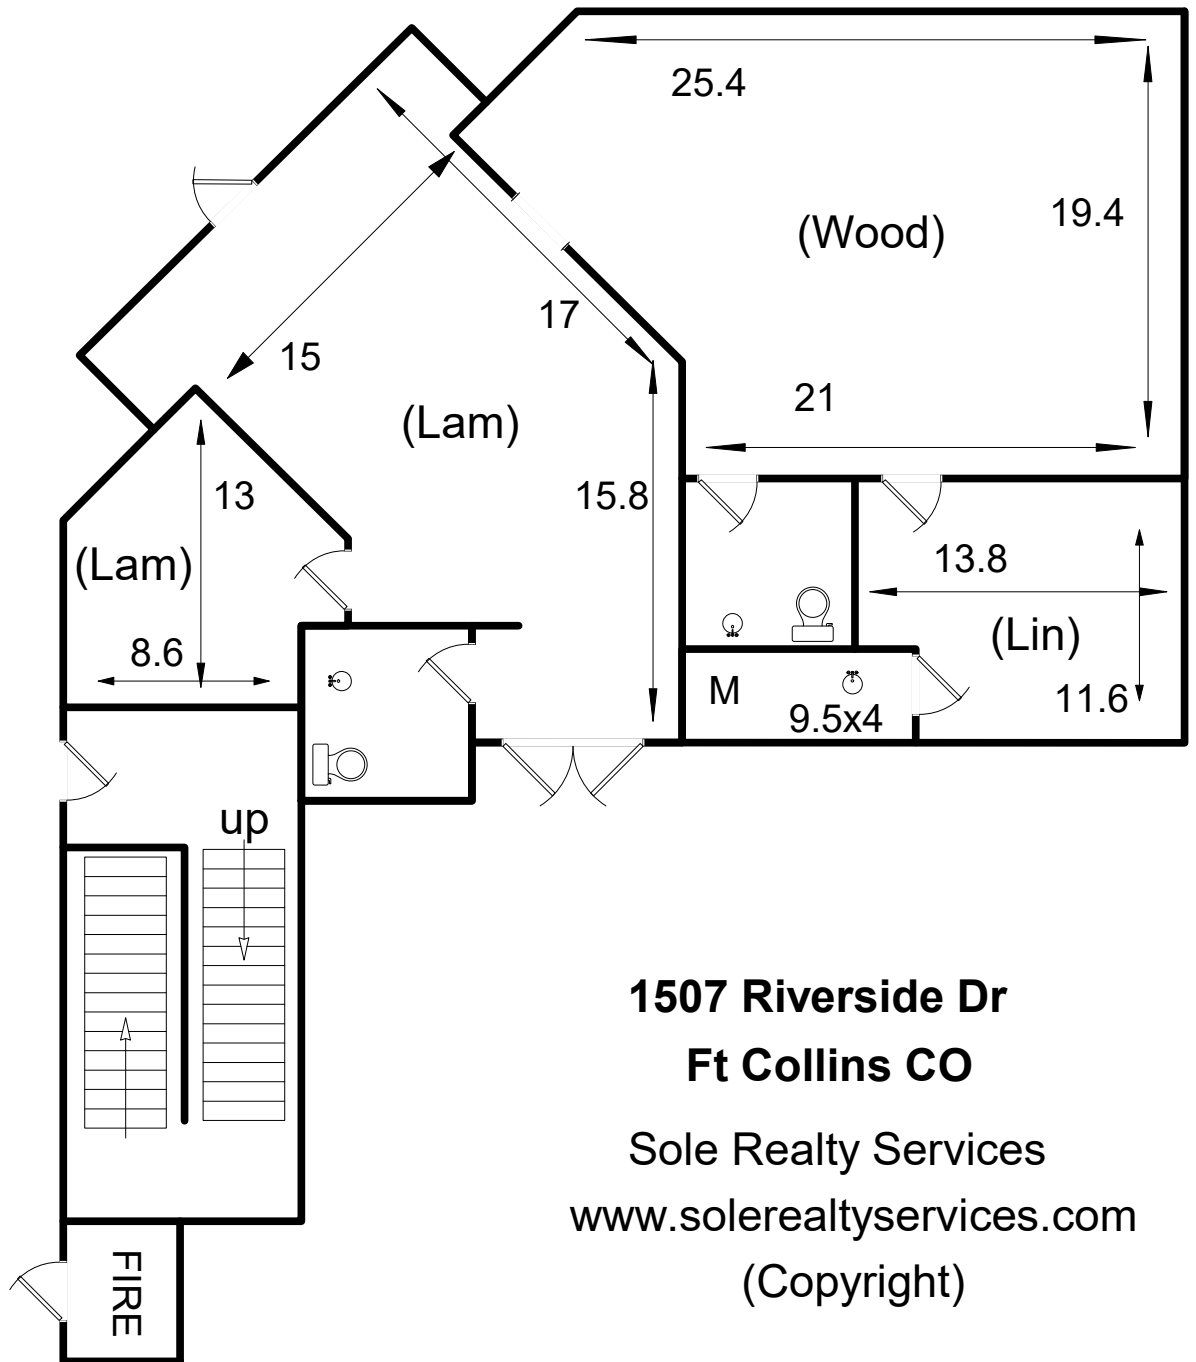 25.4
19.4
(Wood)
17
15
21
(Lam)
15.8
13
(Lam)
8.6
13.8
(Lin)
11.6
M
9.5x4
up
1507 Riverside Dr
Ft Collins CO
Sole Realty Services
www.solerealtyservices.com
(Copyright)
FIRE